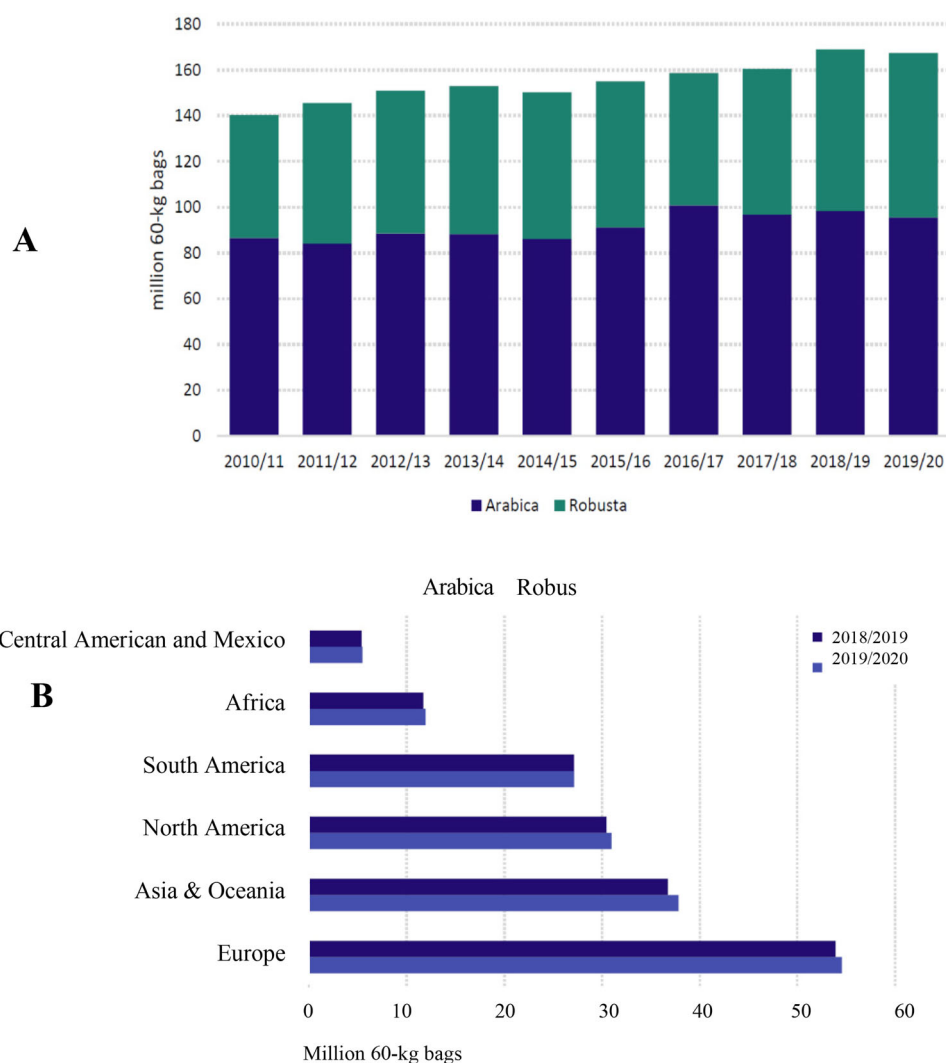 A
million 60-kg bags
180
160
140
120
100
80
60
40
20
0
2010/11 2011/12 2012/13 2013/14 2014/15 2015/16 2016/17 2017/18 2018/19 2019/20
Arabica Robusta
B
Arabica Robus
2018/2019
2019/2020
Central American and Mexico
Africa
South America
North America
Asia & Oceania
Europe
0 10 20 30 40 50 60
Million 60-kg bags